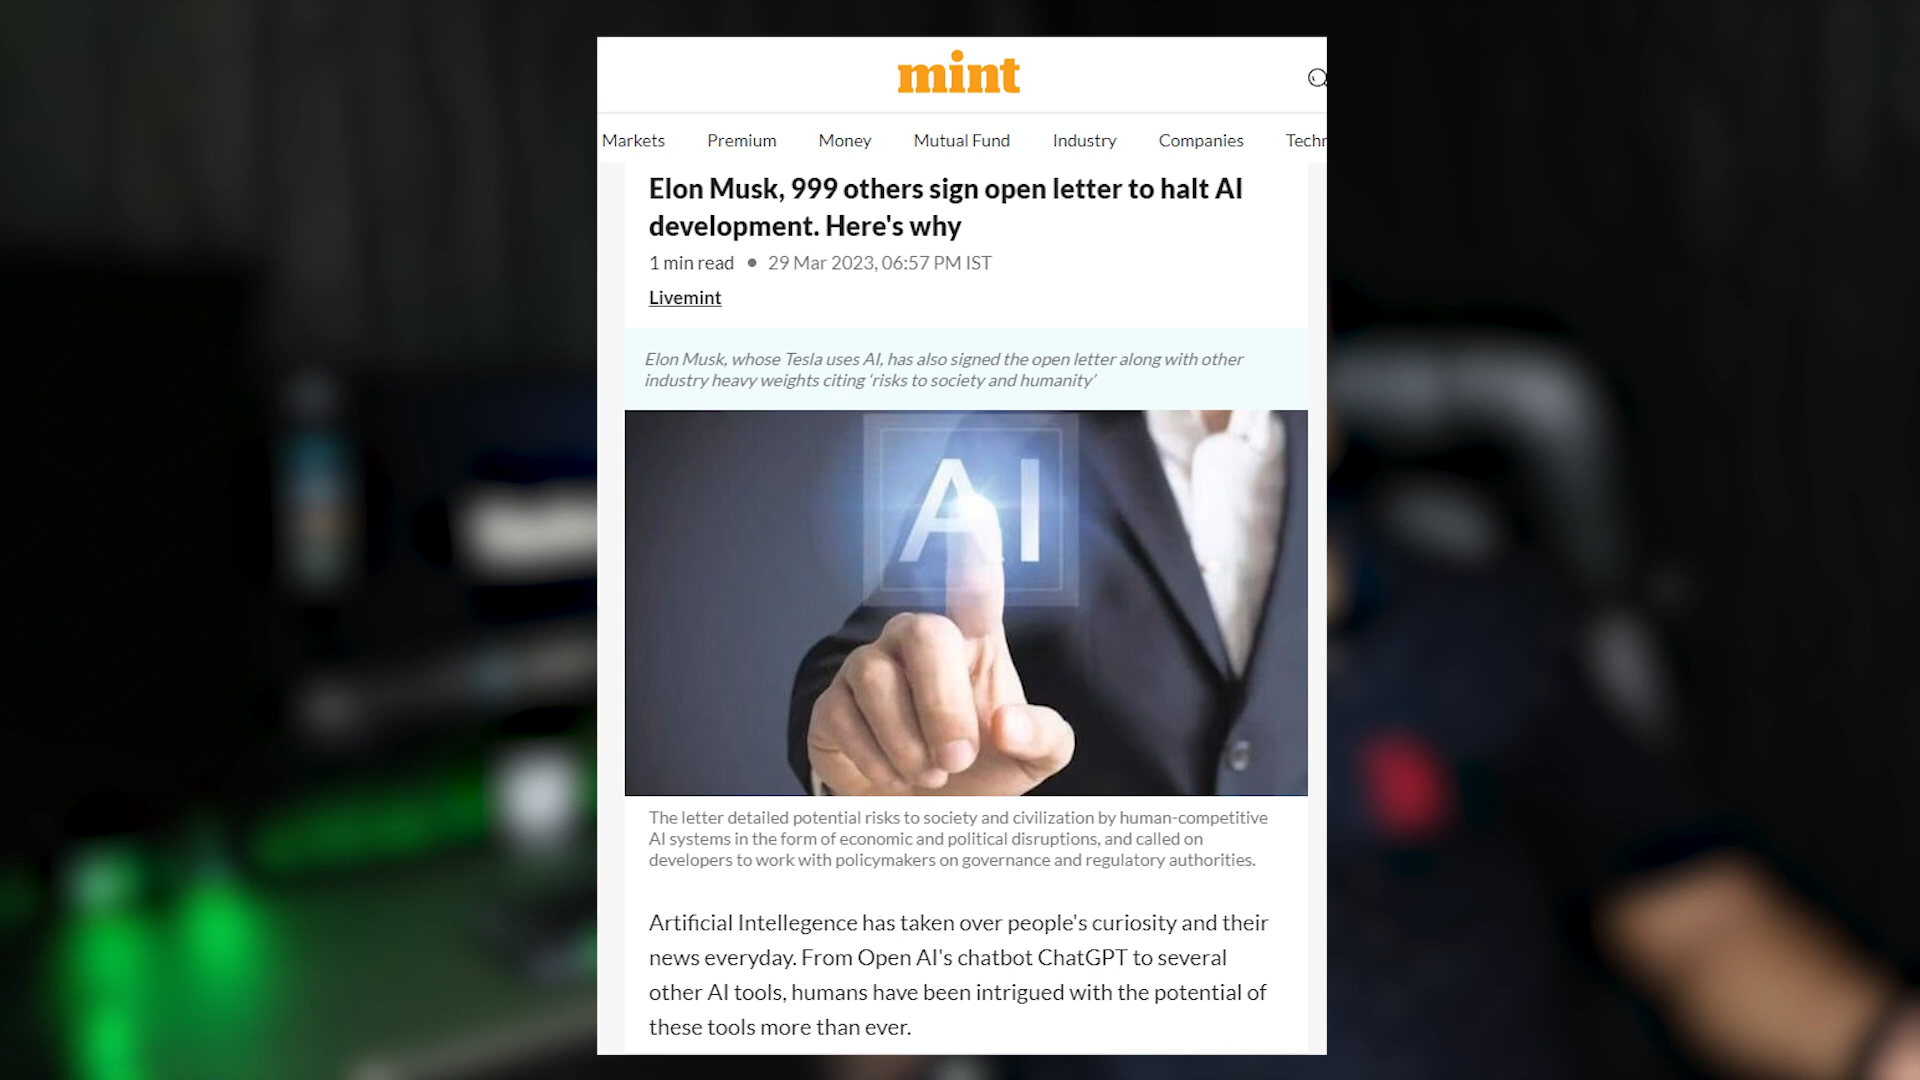 mint
Markets Premium Money Mutual Fund Industry Companies Techn
Elon Musk, 999 others sign open letter to halt AI
development. Here's why
1 min read • 29 Mar 2023, 06:57 PM IST
Livemint
Elon Musk, whose Tesla uses AI, has also signed the open letter along with other
industry heavy weights citing ‘risks to society and humanity’
AI
The letter detailed potential risks to society and civilization by human-competitive
AI systems in the form of economic and political disruptions, and called on
developers to work with policymakers on governance and regulatory authorities.
Artificial Intellegence has taken over people's curiosity and their
news everyday. From Open AI's chatbot ChatGPT to several
other AI tools, humans have been intrigued with the potential of
these tools more than ever.